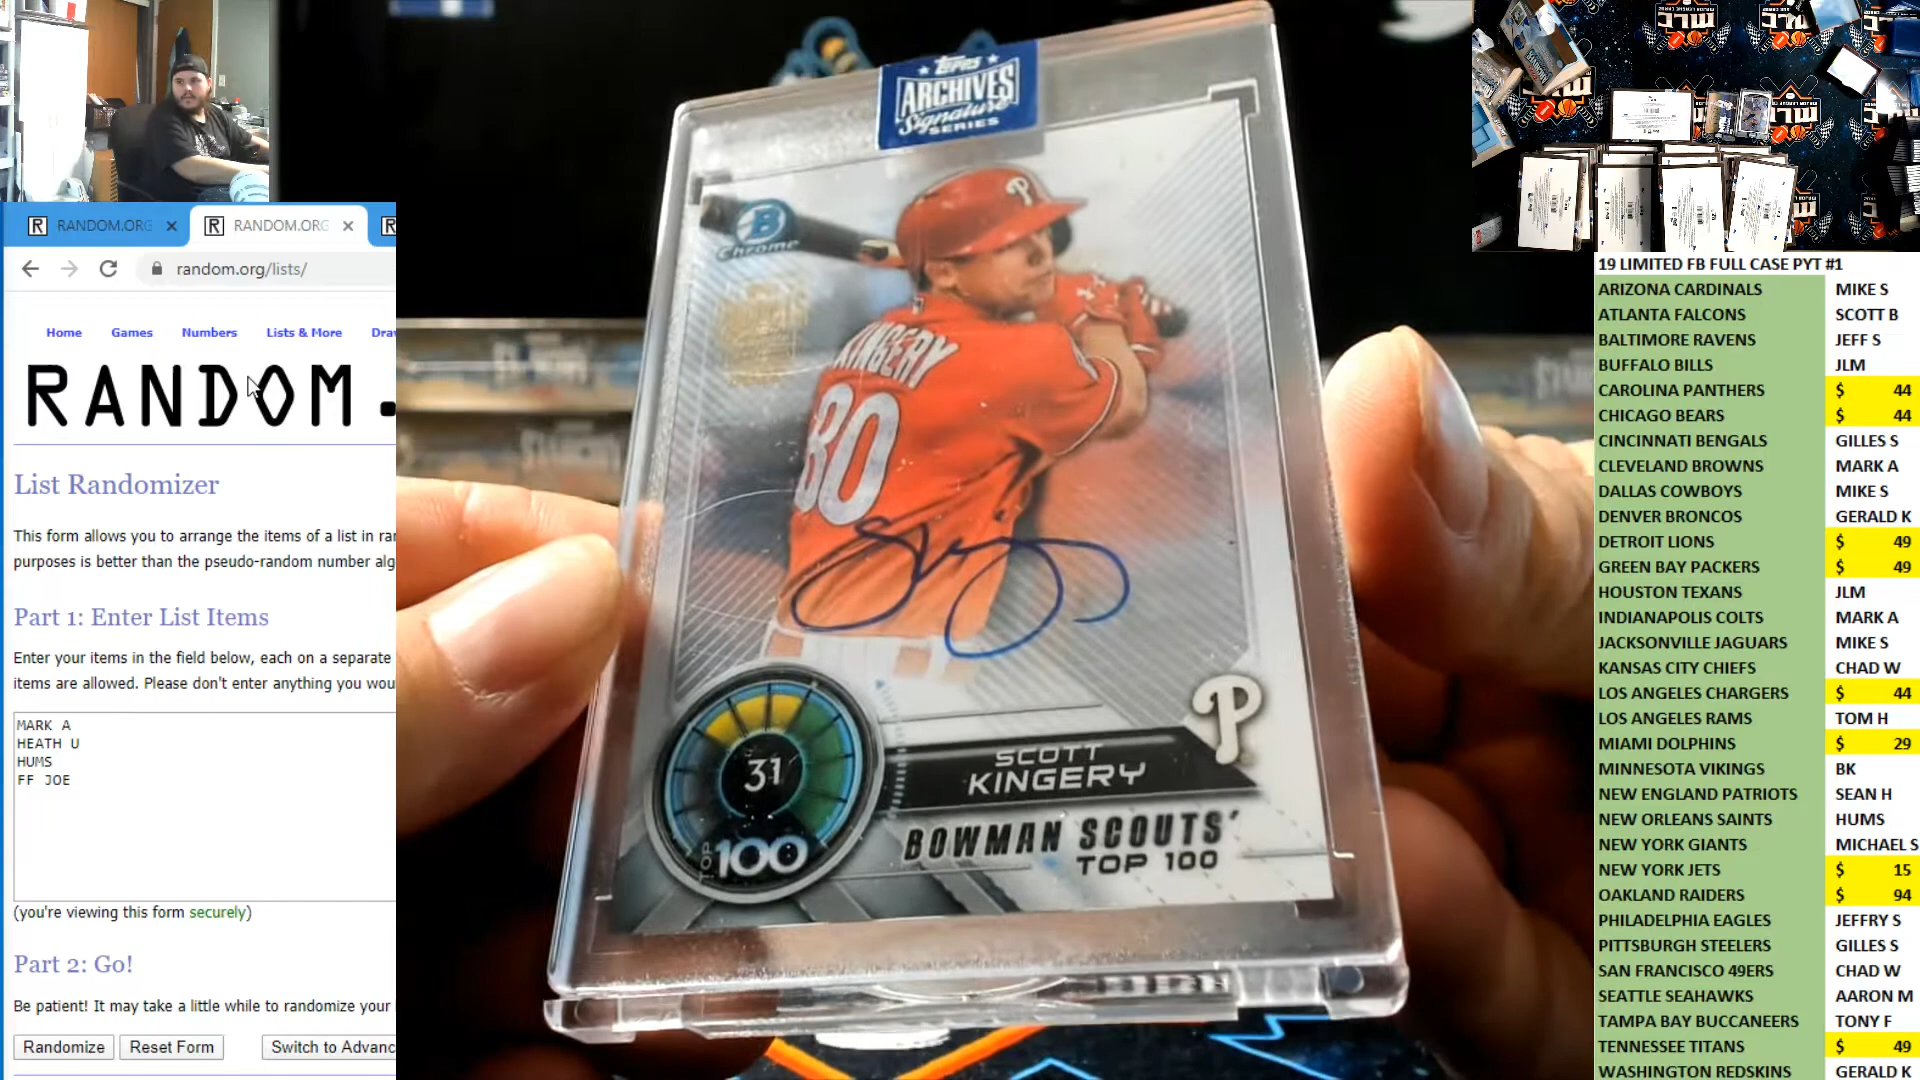 RANDOM.ORG
RANDOM.ORG
random.org/lists/
Home Games Numbers Lists & More Dra
RANDOM.
List Randomizer
This form allows you to arrange the items of a list in ra
purposes is better than the pseudo-random number alg
Part 1: Enter List Items
Enter your items in the field below, each on a separate
items are allowed. Please don't enter anything you wou
MARK A
HEATH U
HUMS
FF JOE
(you're viewing this form securely)
Part 2: Go!
Be patient! It may take a little while to randomize your
Randomize Reset Form Switch to Advanc
Topps
ARCHIVES
Signature
SERIES
B
Chrome
P
KINGERY
80
31
TOP 100
P
SCOTT
KINGERY
BOWMAN SCOUTS'
TOP 100
19 LIMITED FB FULL CASE PYT #1
ARIZONA CARDINALS MIKE S
ATLANTA FALCONS SCOTT B
BALTIMORE RAVENS JEFF S
BUFFALO BILLS JLM
CAROLINA PANTHERS $ 44
CHICAGO BEARS $ 44
CINCINNATI BENGALS GILLES S
CLEVELAND BROWNS MARK A
DALLAS COWBOYS MIKE S
DENVER BRONCOS GERALD K
DETROIT LIONS $ 49
GREEN BAY PACKERS $ 49
HOUSTON TEXANS JLM
INDIANAPOLIS COLTS MARK A
JACKSONVILLE JAGUARS MIKE S
KANSAS CITY CHIEFS CHAD W
LOS ANGELES CHARGERS $ 44
LOS ANGELES RAMS TOM H
MIAMI DOLPHINS $ 29
MINNESOTA VIKINGS BK
NEW ENGLAND PATRIOTS SEAN H
NEW ORLEANS SAINTS HUMS
NEW YORK GIANTS MICHAEL S
NEW YORK JETS $ 15
OAKLAND RAIDERS $ 94
PHILADELPHIA EAGLES JEFFRY S
PITTSBURGH STEELERS GILLES S
SAN FRANCISCO 49ERS CHAD W
SEATTLE SEAHAWKS AARON M
TAMPA BAY BUCCANEERS TONY F
TENNESSEE TITANS $ 49
WASHINGTON REDSKINS GERALD K